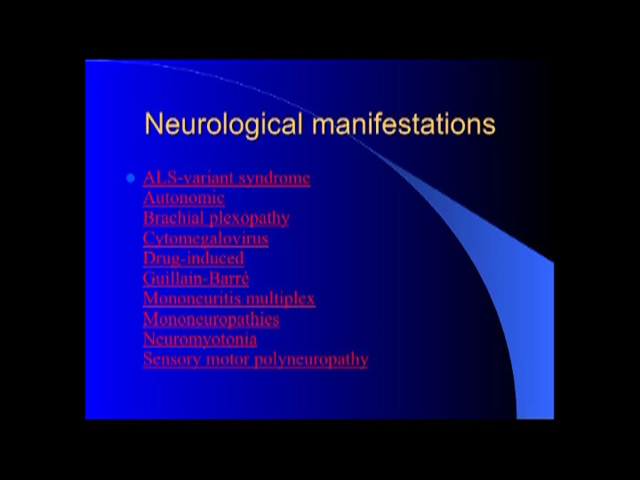 Neurological manifestations
ALS-variant syndrome
Autonomic
Brachial plexopathy
Cytomegalovirus
Drug-induced
Guillain-Barré
Mononeuritis multiplex
Mononeuropathies
Neuromyotonia
Sensory motor polyneuropathy